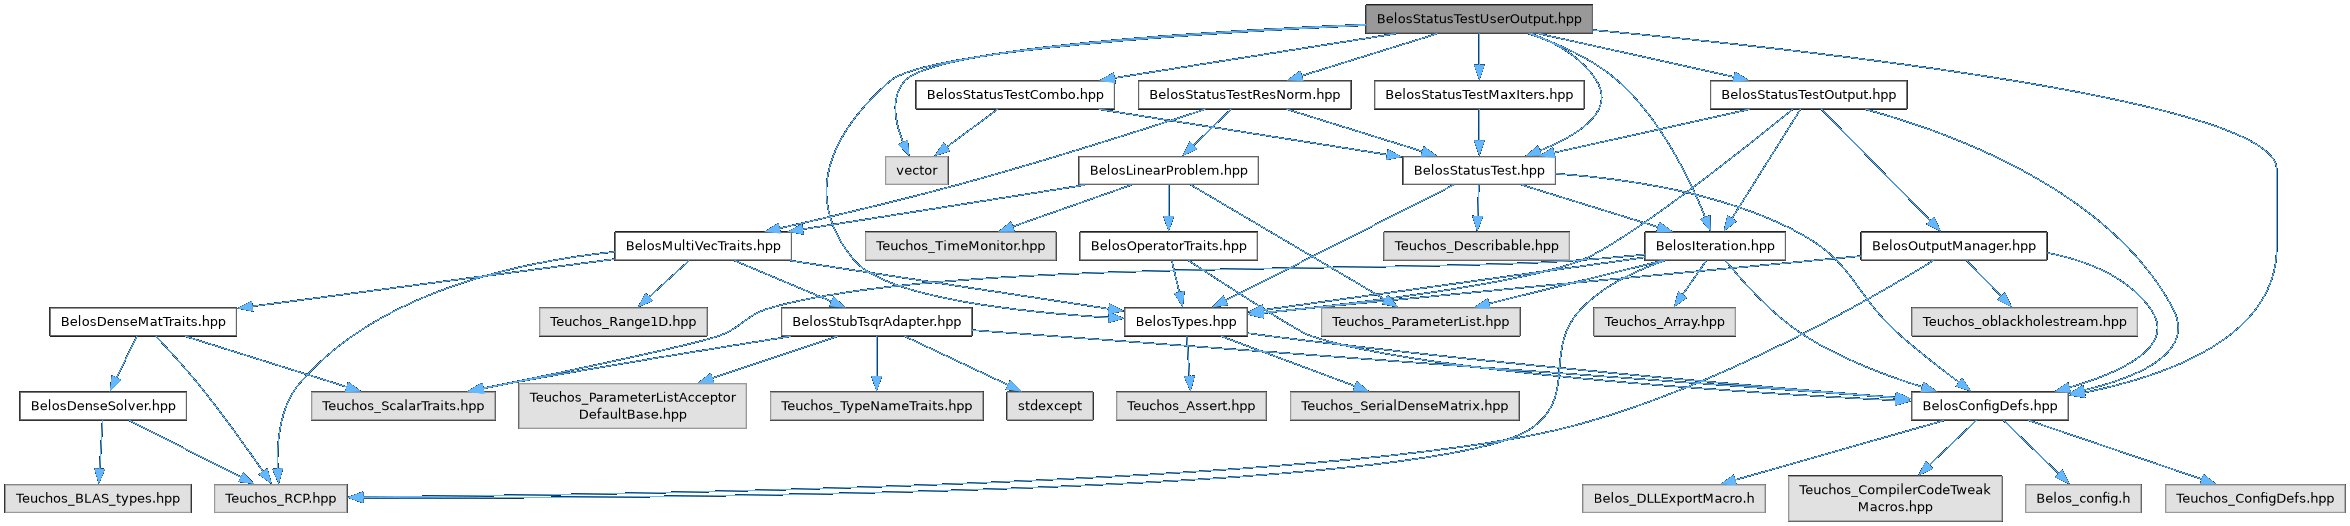 BelosStatusTestUserOutput.hpp
BelosStatusTestCombo.hpp
BelosStatusTestResNorm.hpp
BelosStatusTestMaxIters.hpp
BelosStatusTestOutput.hpp
vector
BelosLinearProblem.hpp
BelosStatusTest.hpp
BelosMultiVecTraits.hpp
Teuchos_TimeMonitor.hpp
BelosOperatorTraits.hpp
Teuchos_Describable.hpp
BelosIteration.hpp
BelosOutputManager.hpp
BelosDenseMatTraits.hpp
Teuchos_Range1D.hpp
BelosStubTsqrAdapter.hpp
BelosTypes.hpp
Teuchos_ParameterList.hpp
Teuchos_Array.hpp
Teuchos_oblackholestream.hpp
BelosDenseSolver.hpp
Teuchos_ScalarTraits.hpp
Teuchos_ParameterListAcceptor
DefaultBase.hpp
Teuchos_TypeNameTraits.hpp
stdexcept
Teuchos_Assert.hpp
Teuchos_SerialDenseMatrix.hpp
BelosConfigDefs.hpp
Teuchos_BLAS_types.hpp
Teuchos_RCP.hpp
Belos_DLLExportMacro.h
Teuchos_CompilerCodeTweak
Macros.hpp
Belos_config.h
Teuchos_ConfigDefs.hpp